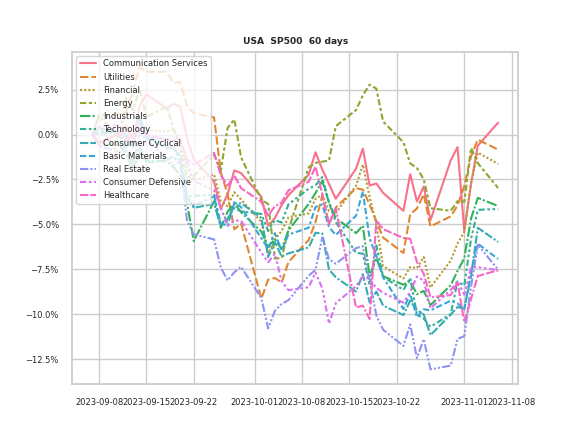 USA  SP500  60 days
Communication Services
Utilities
Financial
Energy
Industrials
Technology
Consumer Cyclical
Basic Materials
Real Estate
Consumer Defensive
Healthcare
2.5%
0.0%
−2.5%
−5.0%
−7.5%
−10.0%
−12.5%
2023-09-08 2023-09-15 2023-09-22 2023-10-01 2023-10-08 2023-10-15 2023-10-22 2023-11-01 2023-11-08